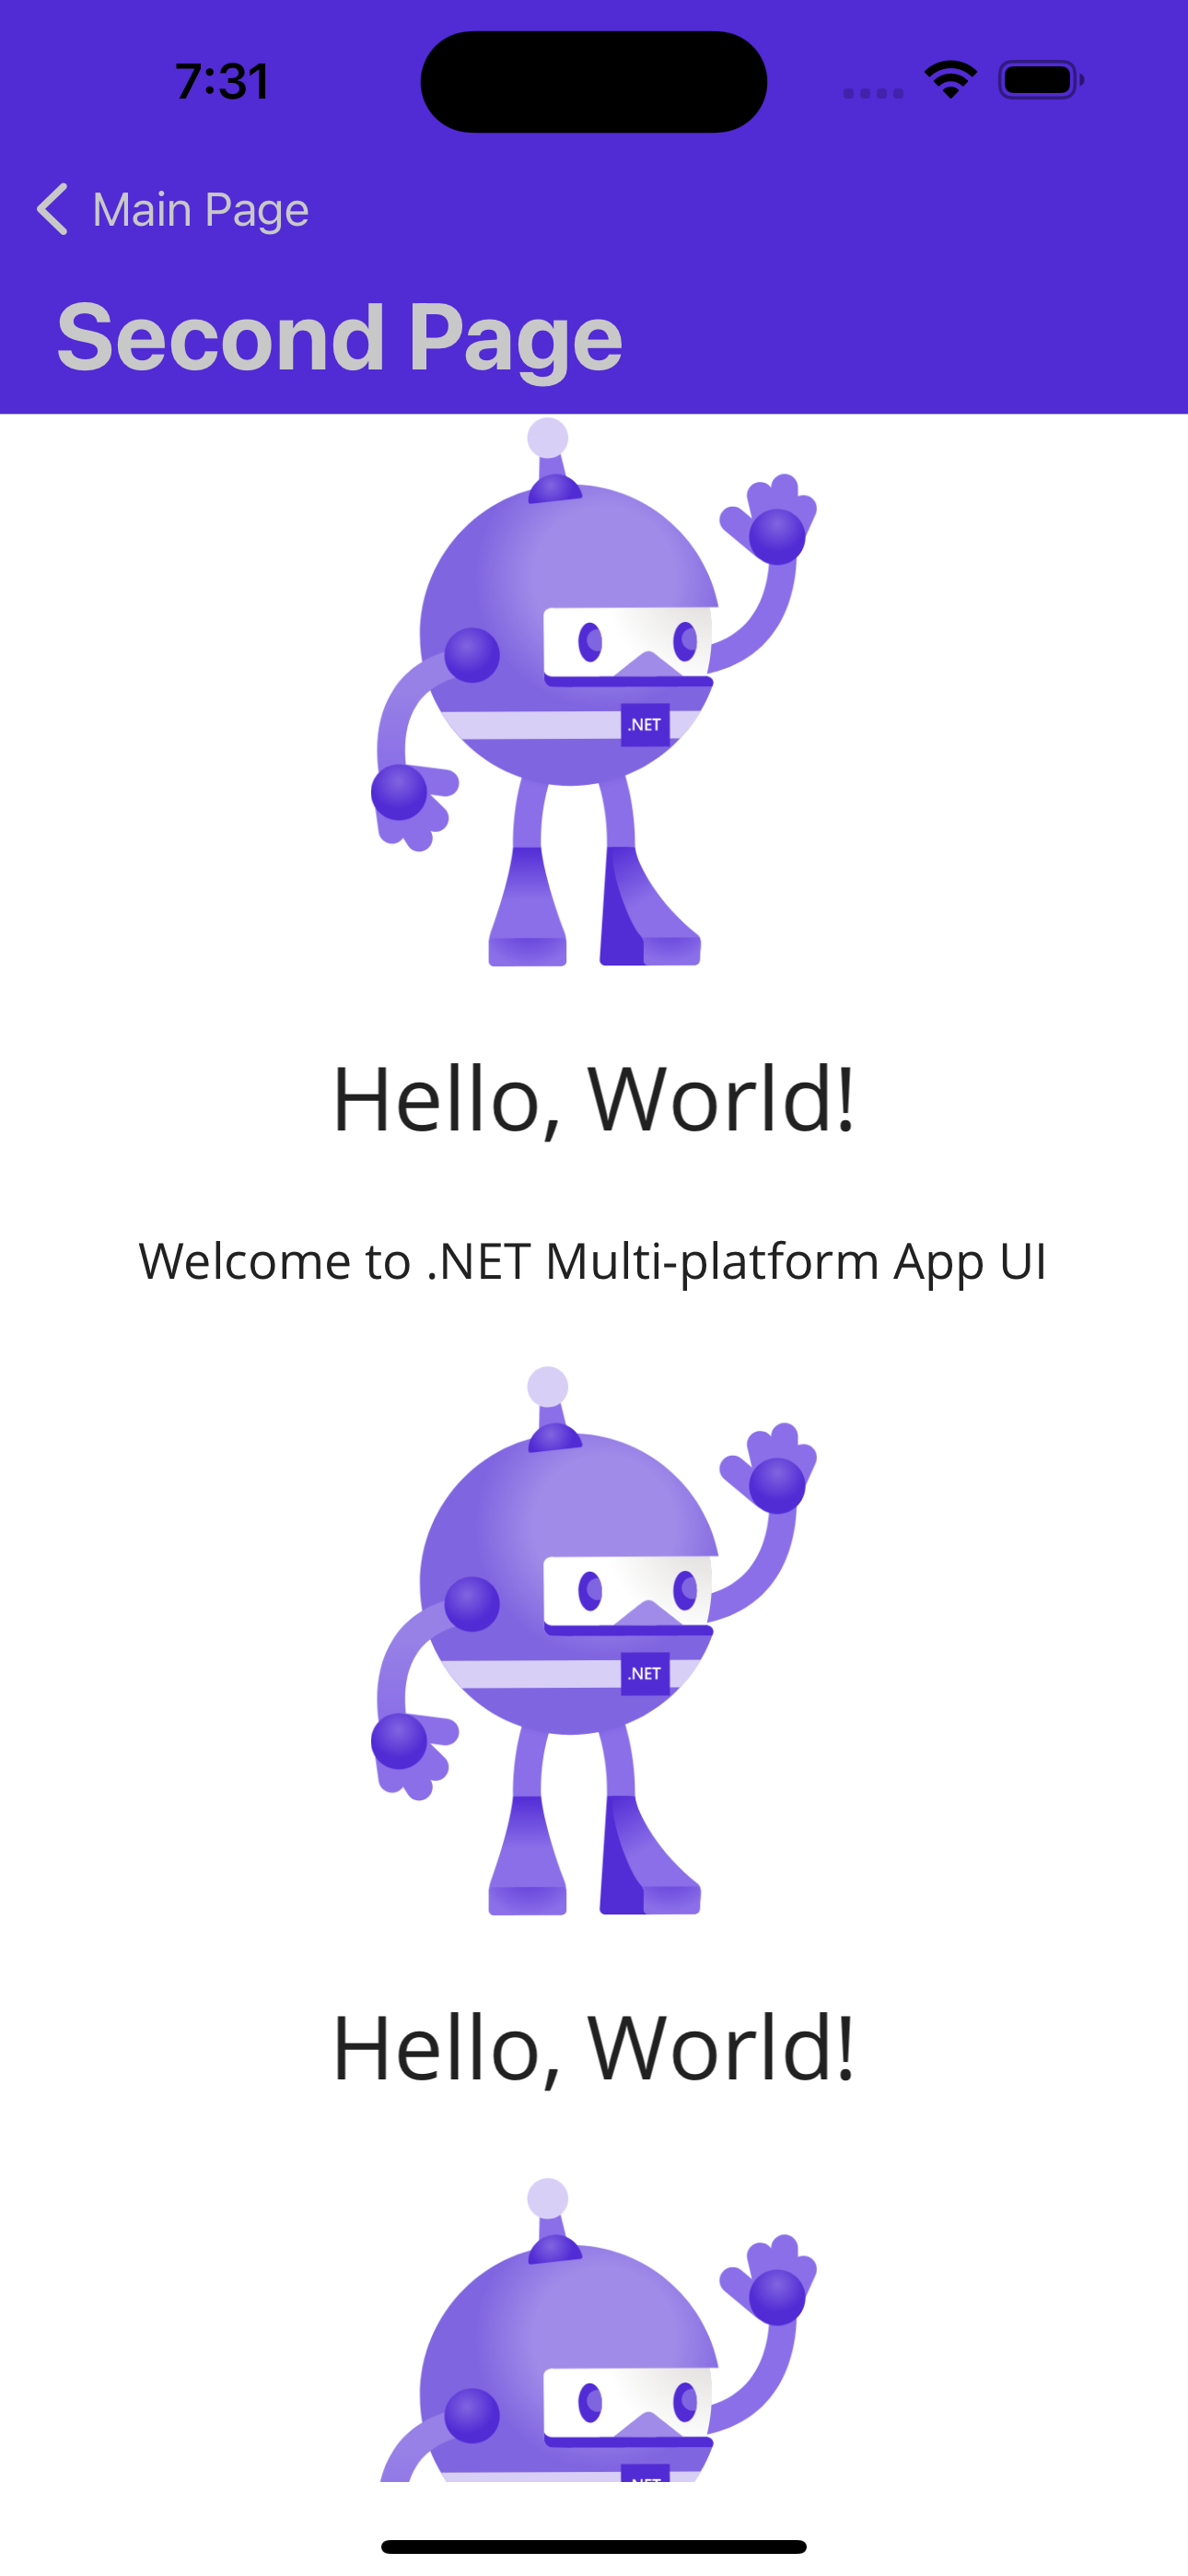 7:31
Main Page
Second Page
.NET
Hello, World!
Welcome to .NET Multi-platform App UI
.NET
Hello, World!